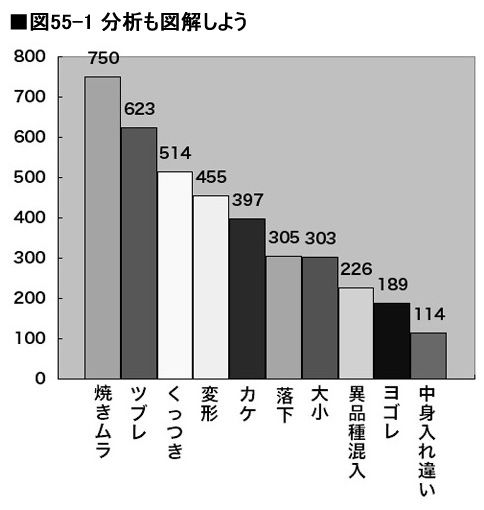 ■図55-1 分析も図解しよう
800
700
600
500
400
300
200
100
0
750
623
514
455
397
305
303
226
189
114
焼きムラ
ツブレ
くっつき
変形
カケ
落下
大小
異品種混入
ヨゴレ
中身入れ違い